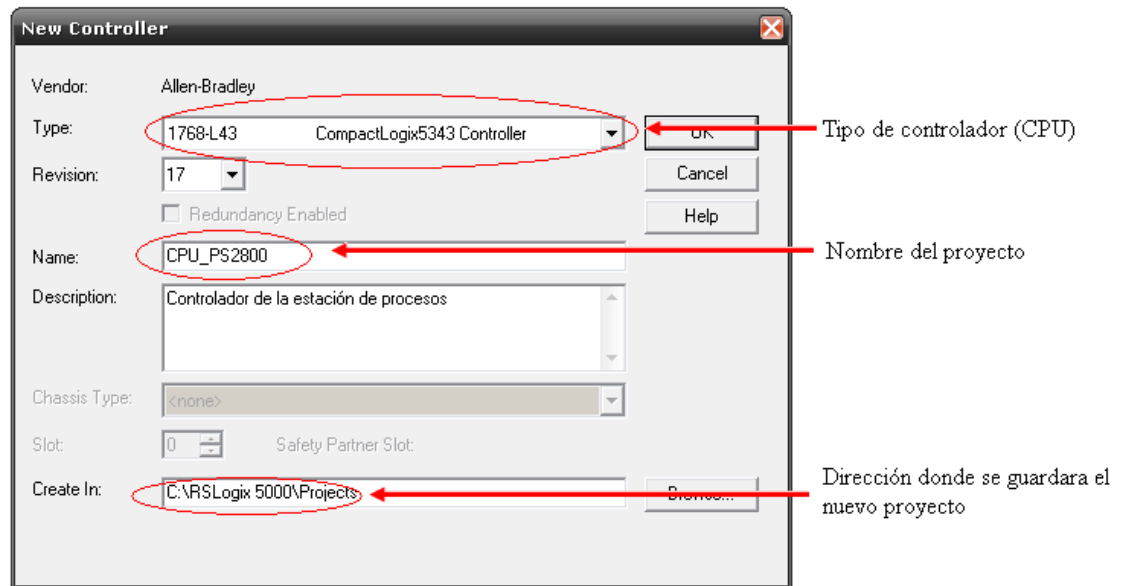 New Controller
Vendor: Allen-Bradley
Type: 1768-L43 CompactLogix5343 Controller
OK
Tipo de controlador (CPU)
Revision: 17
Cancel
Redundancy Enabled
Help
Name: CPU_PS2800
Nombre del proyecto
Description: Controlador de la estación de procesos
Chassis Type: <none>
Slot: 0 Safety Partner Slot:
Create In: C:\RSLogix 5000\Projects
Browse...
Dirección donde se guardara el
nuevo proyecto